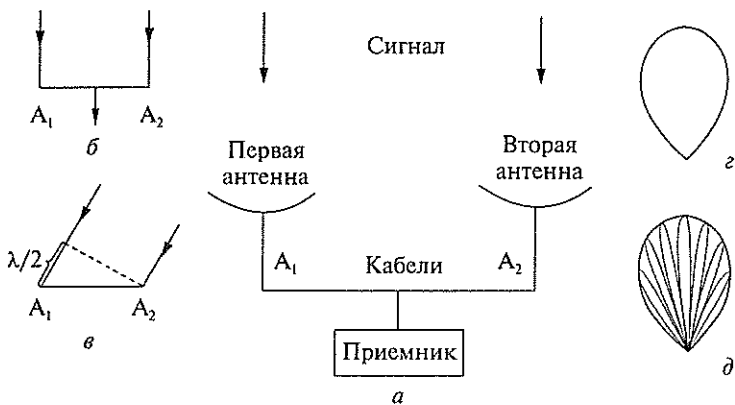 Сигнал
A₁ A₂
б
Первая
антенна
Вторая
антенна
г
λ/2
A₁ A₂
в
A₁ Кабели A₂
Приемник
а
д